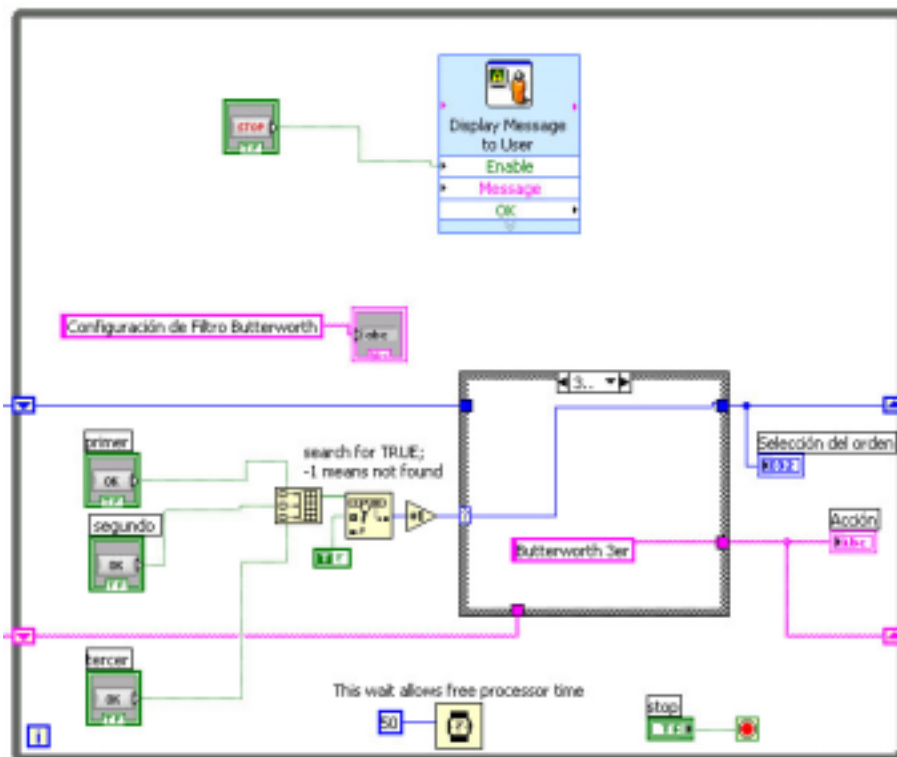 STOP
Display Message
to User
Enable
Message
OK
Configuración de Filtro Butterworth
abc
3..
primer
OK
search for TRUE;
-1 means not found
Selección del orden
segundo
OK
T F
Acción
abc
Butterworth 3er
tercer
OK
This wait allows free processor time
50
stop
T F
i